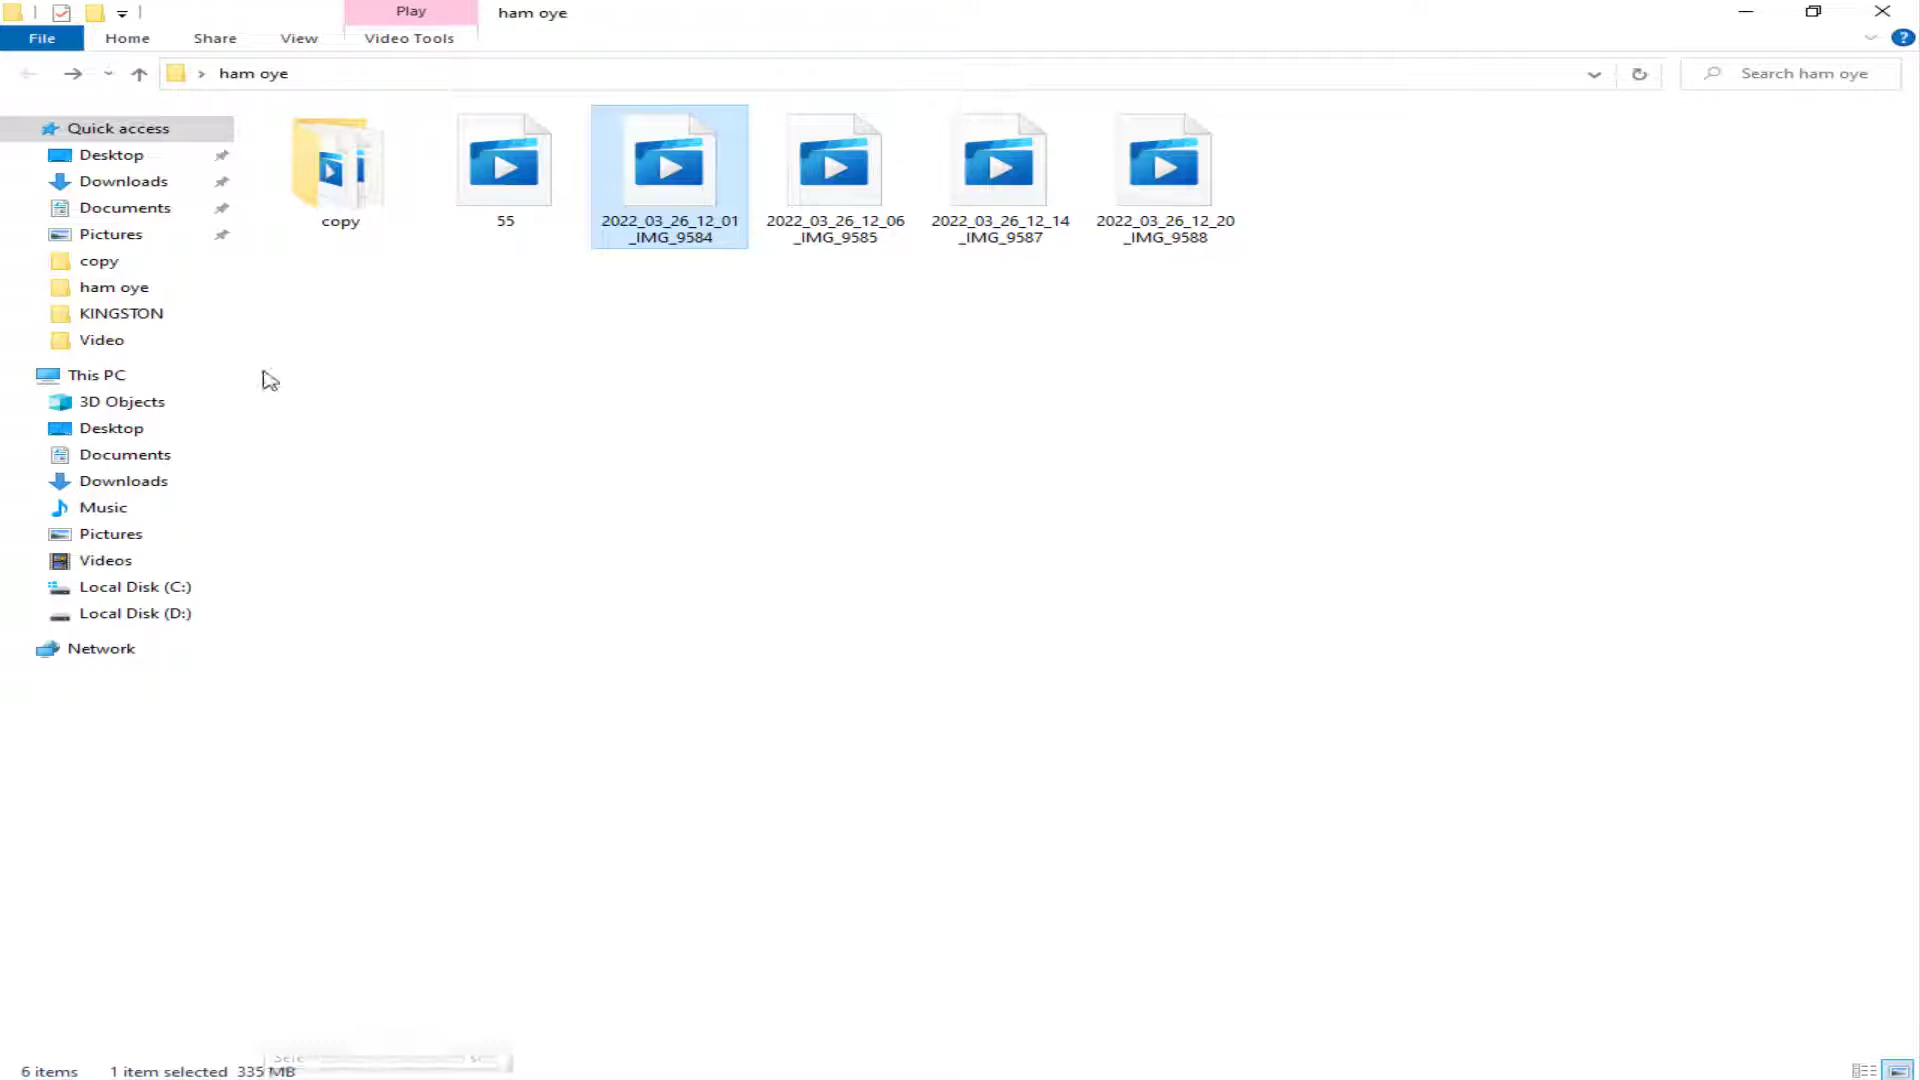 Play
ham oye
File
Home
Share
View
Video Tools
ham oye
Search ham oye
Quick access
Desktop
Downloads
Documents
Pictures
copy
ham oye
KINGSTON
Video
This PC
3D Objects
Desktop
Documents
Downloads
Music
Pictures
Videos
Local Disk (C:)
Local Disk (D:)
Network
copy
55
2022_03_26_12_01
_IMG_9584
2022_03_26_12_06
_IMG_9585
2022_03_26_12_14
_IMG_9587
2022_03_26_12_20
_IMG_9588
6 items
1 item selected 335 MB